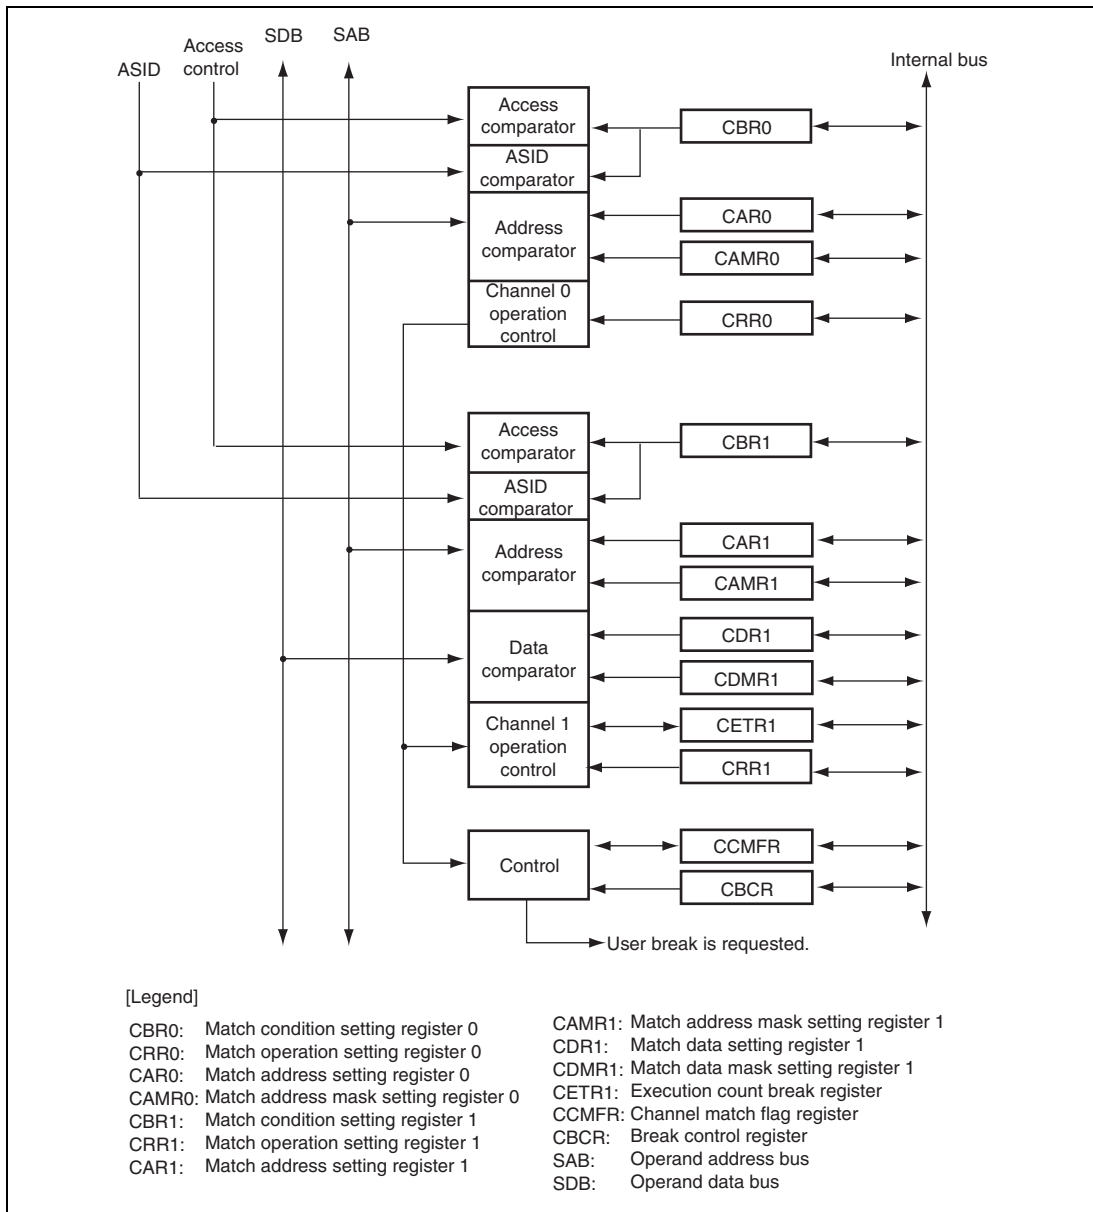 ASID
Access
control
SDB
SAB
Internal bus
Access
comparator
CBR0
ASID
comparator
Address
comparator
CAR0
CAMR0
Channel 0
operation
control
CRR0
Access
comparator
CBR1
ASID
comparator
Address
comparator
CAR1
CAMR1
Data
comparator
CDR1
CDMR1
Channel 1
operation
control
CETR1
CRR1
Control
CCMFR
CBCR
User break is requested.
[Legend]
CBR0: Match condition setting register 0
CRR0: Match operation setting register 0
CAR0: Match address setting register 0
CAMR0: Match address mask setting register 0
CBR1: Match condition setting register 1
CRR1: Match operation setting register 1
CAR1: Match address setting register 1
CAMR1: Match address mask setting register 1
CDR1: Match data setting register 1
CDMR1: Match data mask setting register 1
CETR1: Execution count break register
CCMFR: Channel match flag register
CBCR: Break control register
SAB: Operand address bus
SDB: Operand data bus